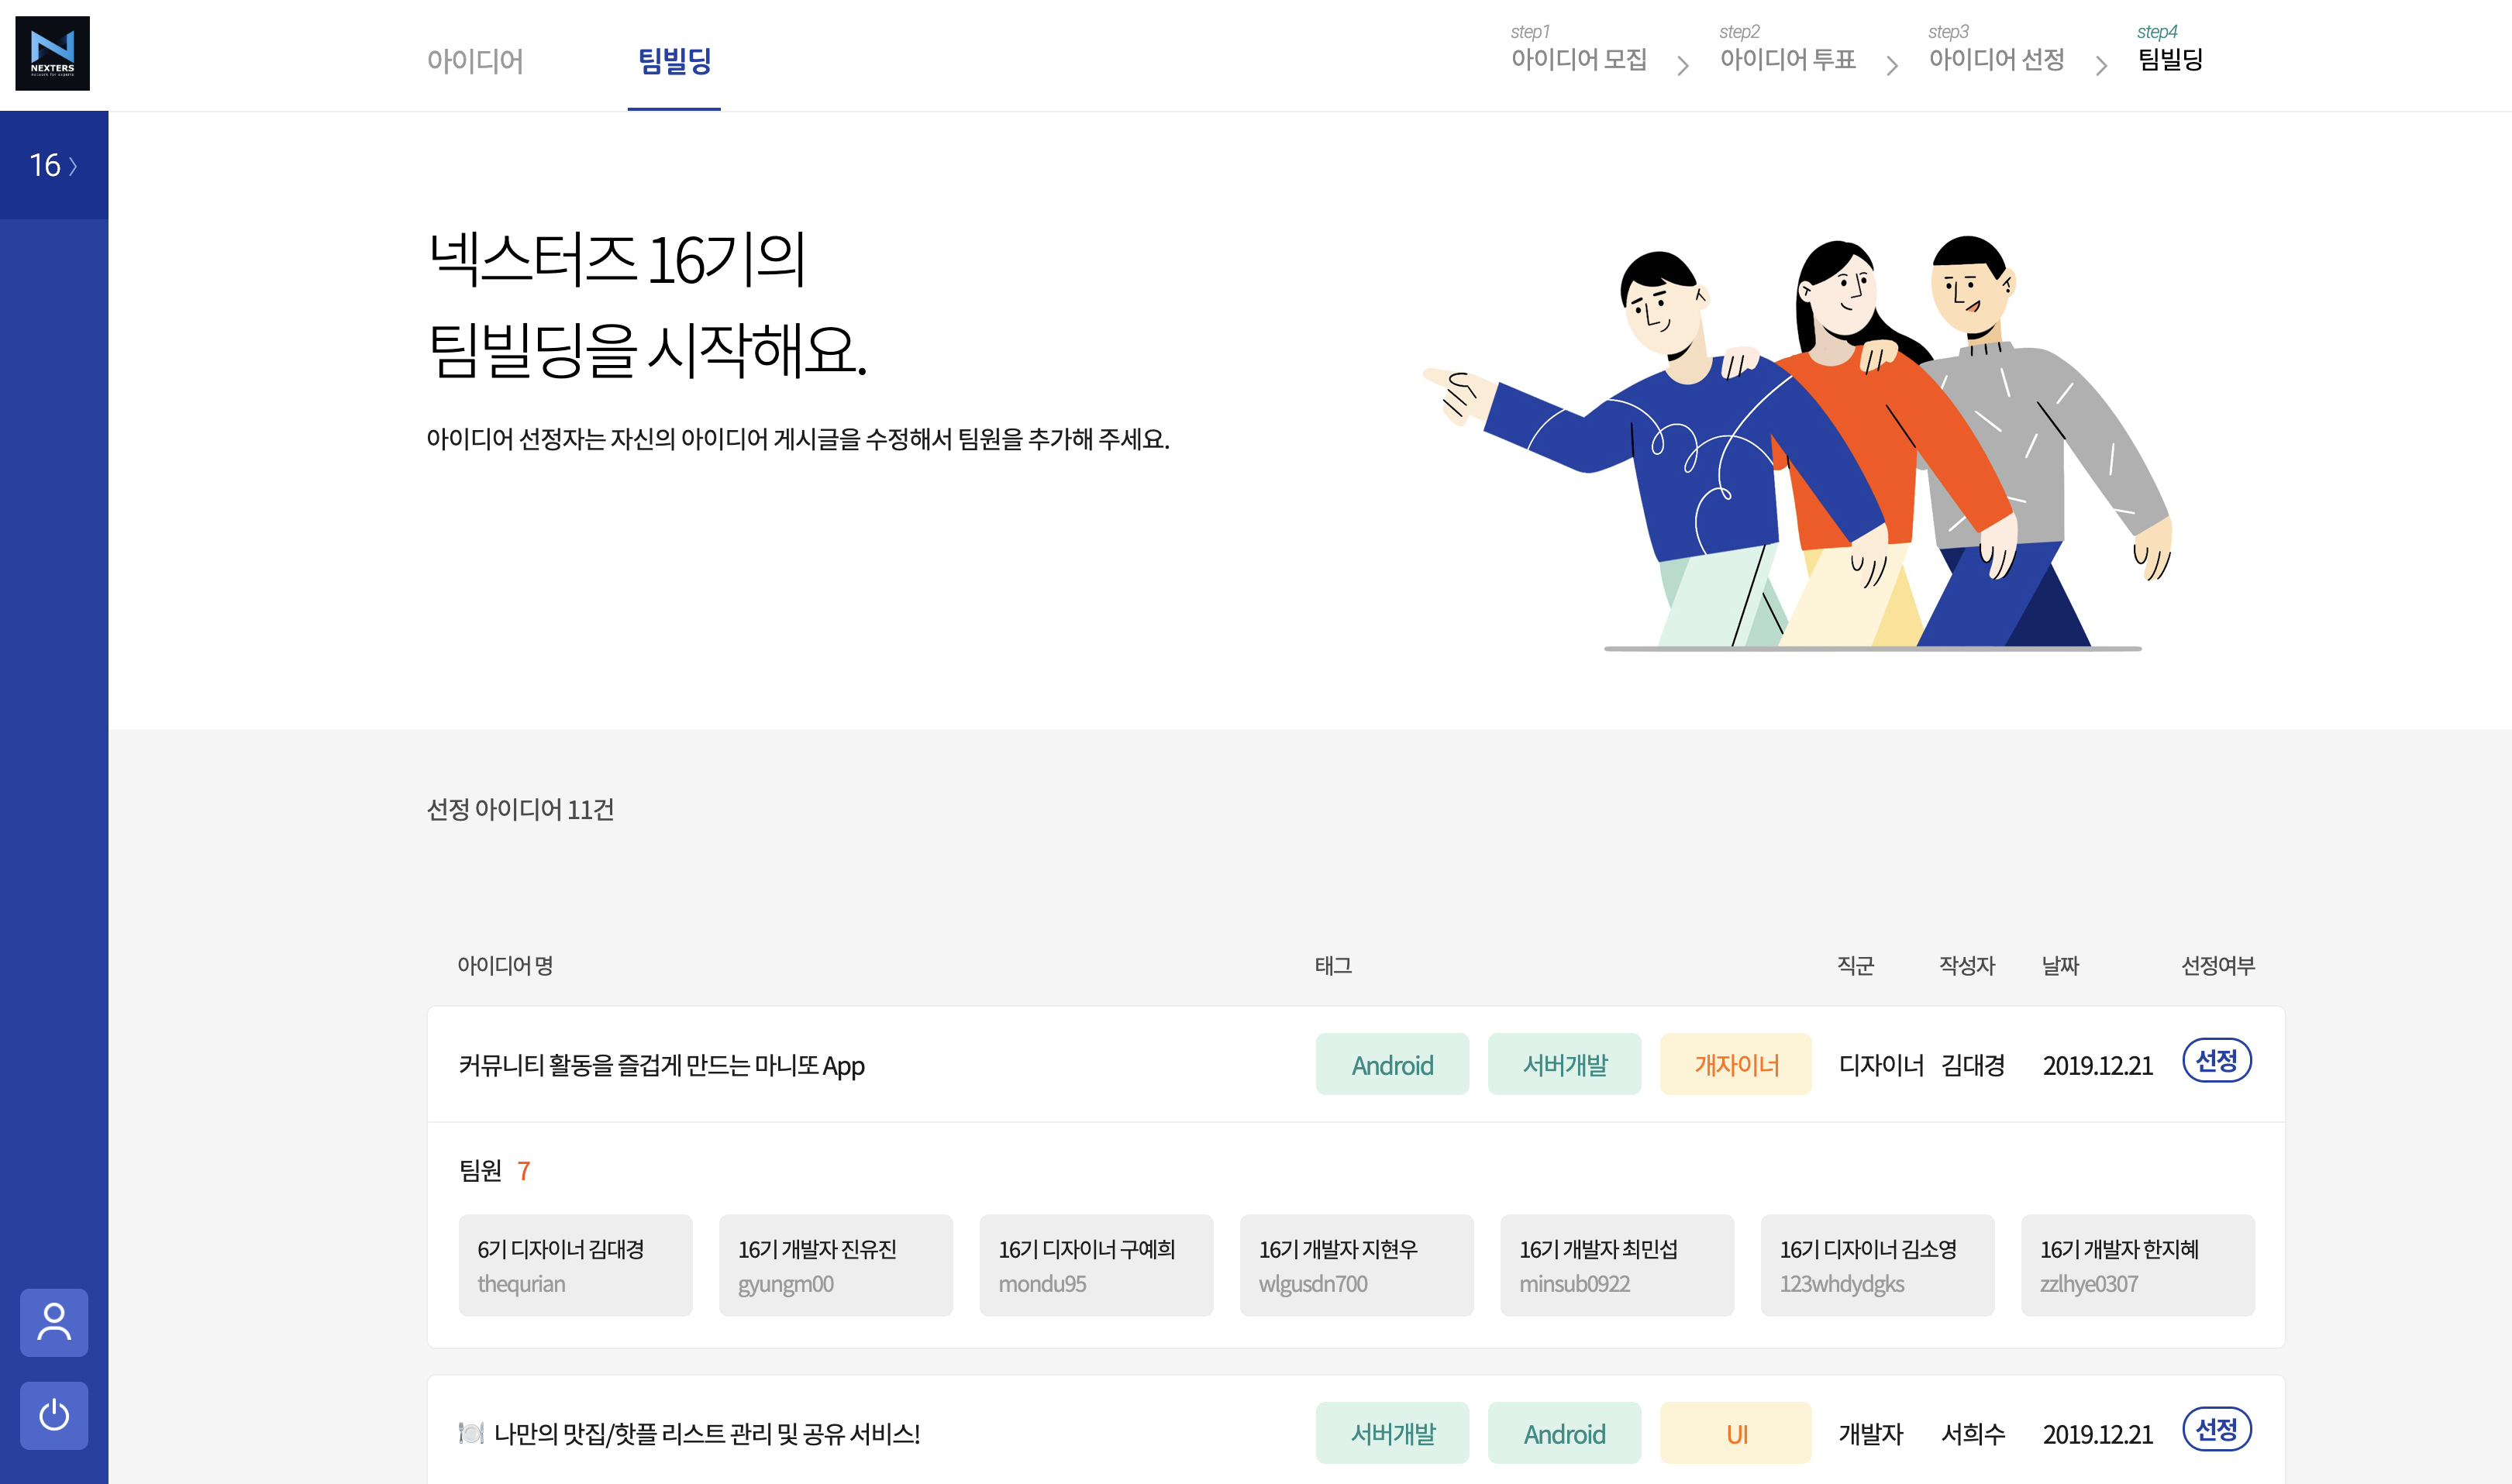 NEXTERS
아이디어
팀빌딩
step1
아이디어 모집
step2
아이디어 투표
step3
아이디어 선정
step4
팀빌딩
16
넥스터즈 16기의
팀빌딩을 시작해요.
아이디어 선정자는 자신의 아이디어 게시글을 수정해서 팀원을 추가해 주세요.
선정 아이디어 11건
아이디어 명 태그 직군 작성자 날짜 선정여부
커뮤니티 활동을 즐겁게 만드는 마니또 App Android 서버개발 개자이너 디자이너 김대경 2019.12.21 선정
팀원 7
6기 디자이너 김대경
thequrian
16기 개발자 진유진
gyungm00
16기 디자이너 구예희
mondu95
16기 개발자 지현우
wlgusdn700
16기 개발자 최민섭
minsub0922
16기 디자이너 김소영
123whdydgks
16기 개발자 한지혜
zzlhye0307
나만의 맛집/핫플 리스트 관리 및 공유 서비스! 서버개발 Android UI 개발자 서희수 2019.12.21 선정